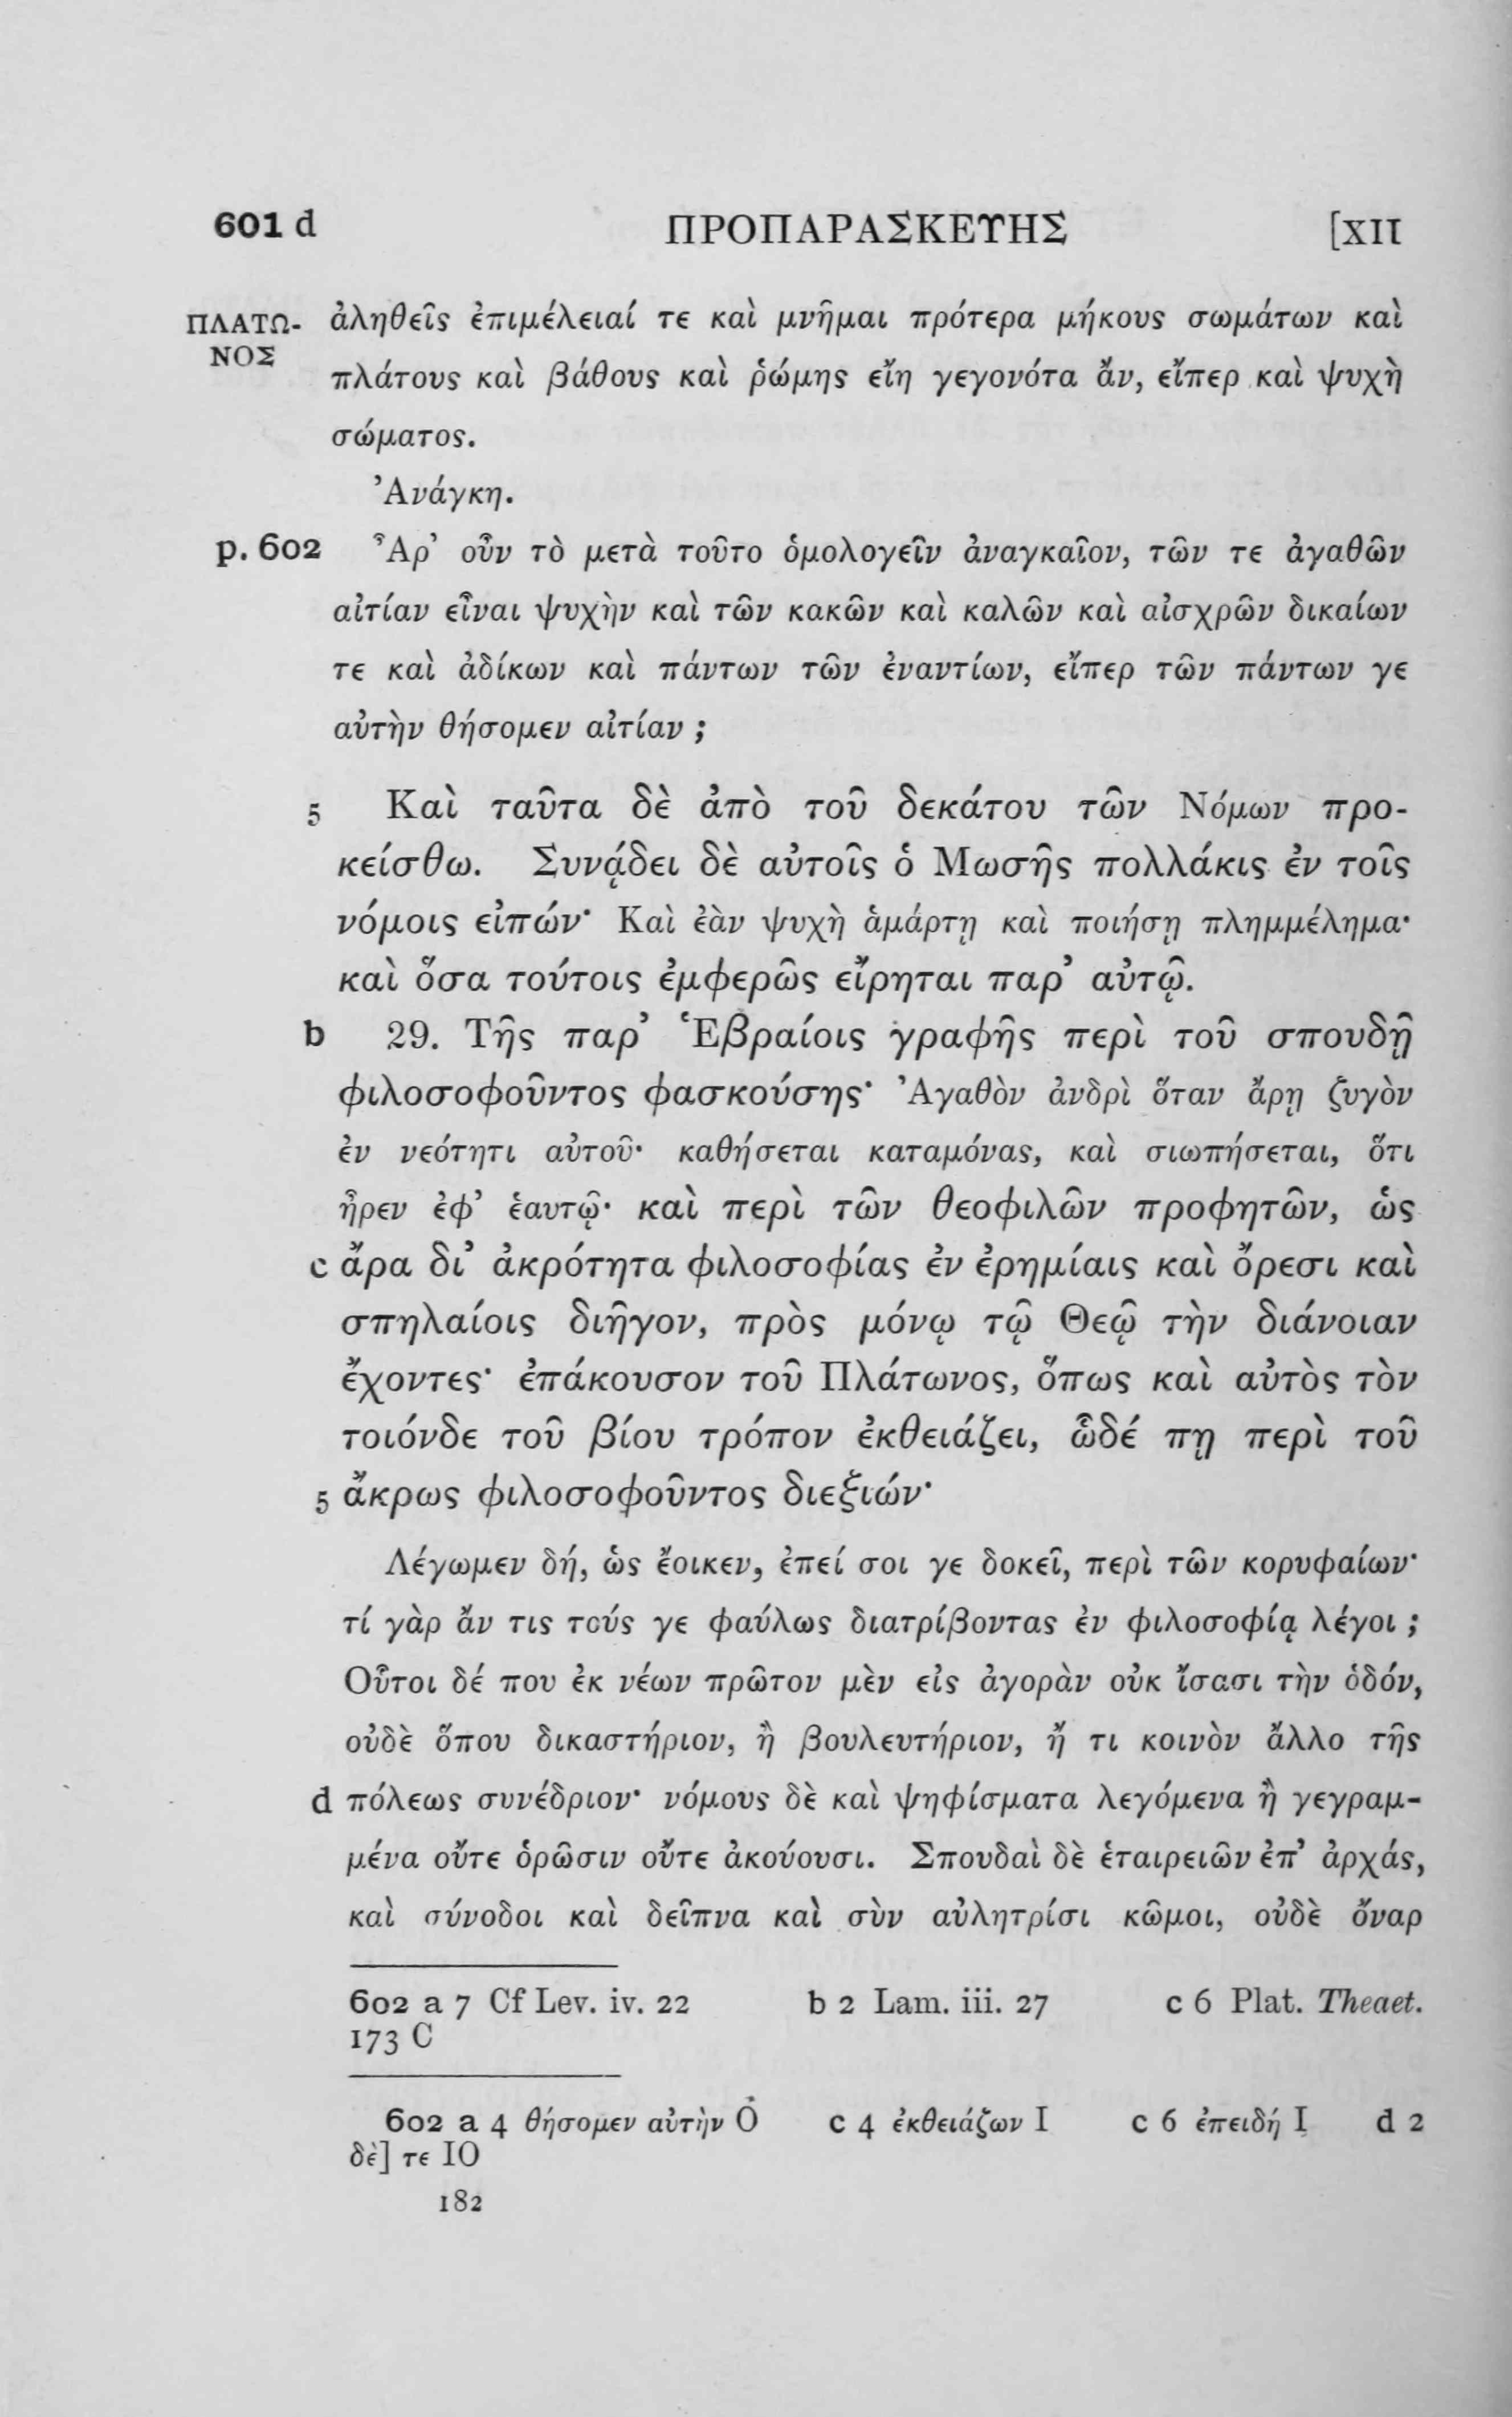 601 d ΠΡΟΠΑΡΑΣΚΕΥΗΣ [XII
ΠΛΑΤΩ- ἀληθεῖς ἐπιμέλειαί τε καὶ μνῆμαι πρότερα μήκους σωμάτων καὶ
ΝΟΣ πλάτους καὶ βάθους καὶ ῥώμης εἴη γεγονότα ἄν, εἴπερ καὶ ψυχὴ
σώματος.
Ἀνάγκη.
p. 602 Ἆρ’ οὖν τὸ μετὰ τοῦτο ὁμολογεῖν ἀναγκαῖον, τῶν τε ἀγαθῶν
αἰτίαν εἶναι ψυχὴν καὶ τῶν κακῶν καὶ καλῶν καὶ αἰσχρῶν δικαίων
τε καὶ ἀδίκων καὶ πάντων τῶν ἐναντίων, εἴπερ τῶν πάντων γε
αὐτὴν θήσομεν αἰτίαν ;
5 Καὶ ταῦτα δὲ ἀπὸ τοῦ δεκάτου τῶν Νόμων προ-
κείσθω. Συνᾴδει δὲ αὐτοῖς ὁ Μωσῆς πολλάκις ἐν τοῖς
νόμοις εἰπών· Καὶ ἐὰν ψυχὴ ἁμάρτῃ καὶ ποιήσῃ πλημμέλημα·
καὶ ὅσα τούτοις ἐμφερῶς εἴρηται παρ’ αὐτῷ.
b 29. Τῆς παρ’ Ἑβραίοις γραφῆς περὶ τοῦ σπουδῇ
φιλοσοφοῦντος φασκούσης· Ἀγαθὸν ἀνδρὶ ὅταν ἄρῃ ζυγὸν
ἐν νεότητι αὐτοῦ· καθήσεται καταμόνας, καὶ σιωπήσεται, ὅτι
ἦρεν ἐφ’ ἑαυτῷ· καὶ περὶ τῶν θεοφιλῶν προφητῶν, ὡς
c ἄρα δι’ ἀκρότητα φιλοσοφίας ἐν ἐρημίαις καὶ ὄρεσι καὶ
σπηλαίοις διῆγον, πρὸς μόνῳ τῷ Θεῷ τὴν διάνοιαν
ἔχοντες· ἐπάκουσον τοῦ Πλάτωνος, ὅπως καὶ αὐτὸς τὸν
τοιόνδε τοῦ βίου τρόπον ἐκθειάζει, ὧδέ πῃ περὶ τοῦ
5 ἄκρως φιλοσοφοῦντος διεξιών·
Λέγωμεν δή, ὡς ἔοικεν, ἐπεί σοι γε δοκεῖ, περὶ τῶν κορυφαίων·
τί γὰρ ἄν τις τούς γε φαύλως διατρίβοντας ἐν φιλοσοφίᾳ λέγοι ;
Οὗτοι δέ που ἐκ νέων πρῶτον μὲν εἰς ἀγορὰν οὐκ ἴσασι τὴν ὁδόν,
οὐδὲ ὅπου δικαστήριον, ἢ βουλευτήριον, ἤ τι κοινὸν ἄλλο τῆς
d πόλεως συνέδριον· νόμους δὲ καὶ ψηφίσματα λεγόμενα ἢ γεγραμ-
μένα οὔτε ὁρῶσιν οὔτε ἀκούουσι. Σπουδαὶ δὲ ἑταιρειῶν ἐπ’ ἀρχάς,
καὶ σύνοδοι καὶ δεῖπνα καὶ σὺν αὐλητρίσι κῶμοι, οὐδὲ ὄναρ
602 a 7 Cf Lev. iv. 22 b 2 Lam. iii. 27 c 6 Plat. Theaet.
173 C
602 a 4 θήσομεν αὐτὴν O c 4 ἐκθειάζων I c 6 ἐπειδή I d 2
δὲ] τε IO
182